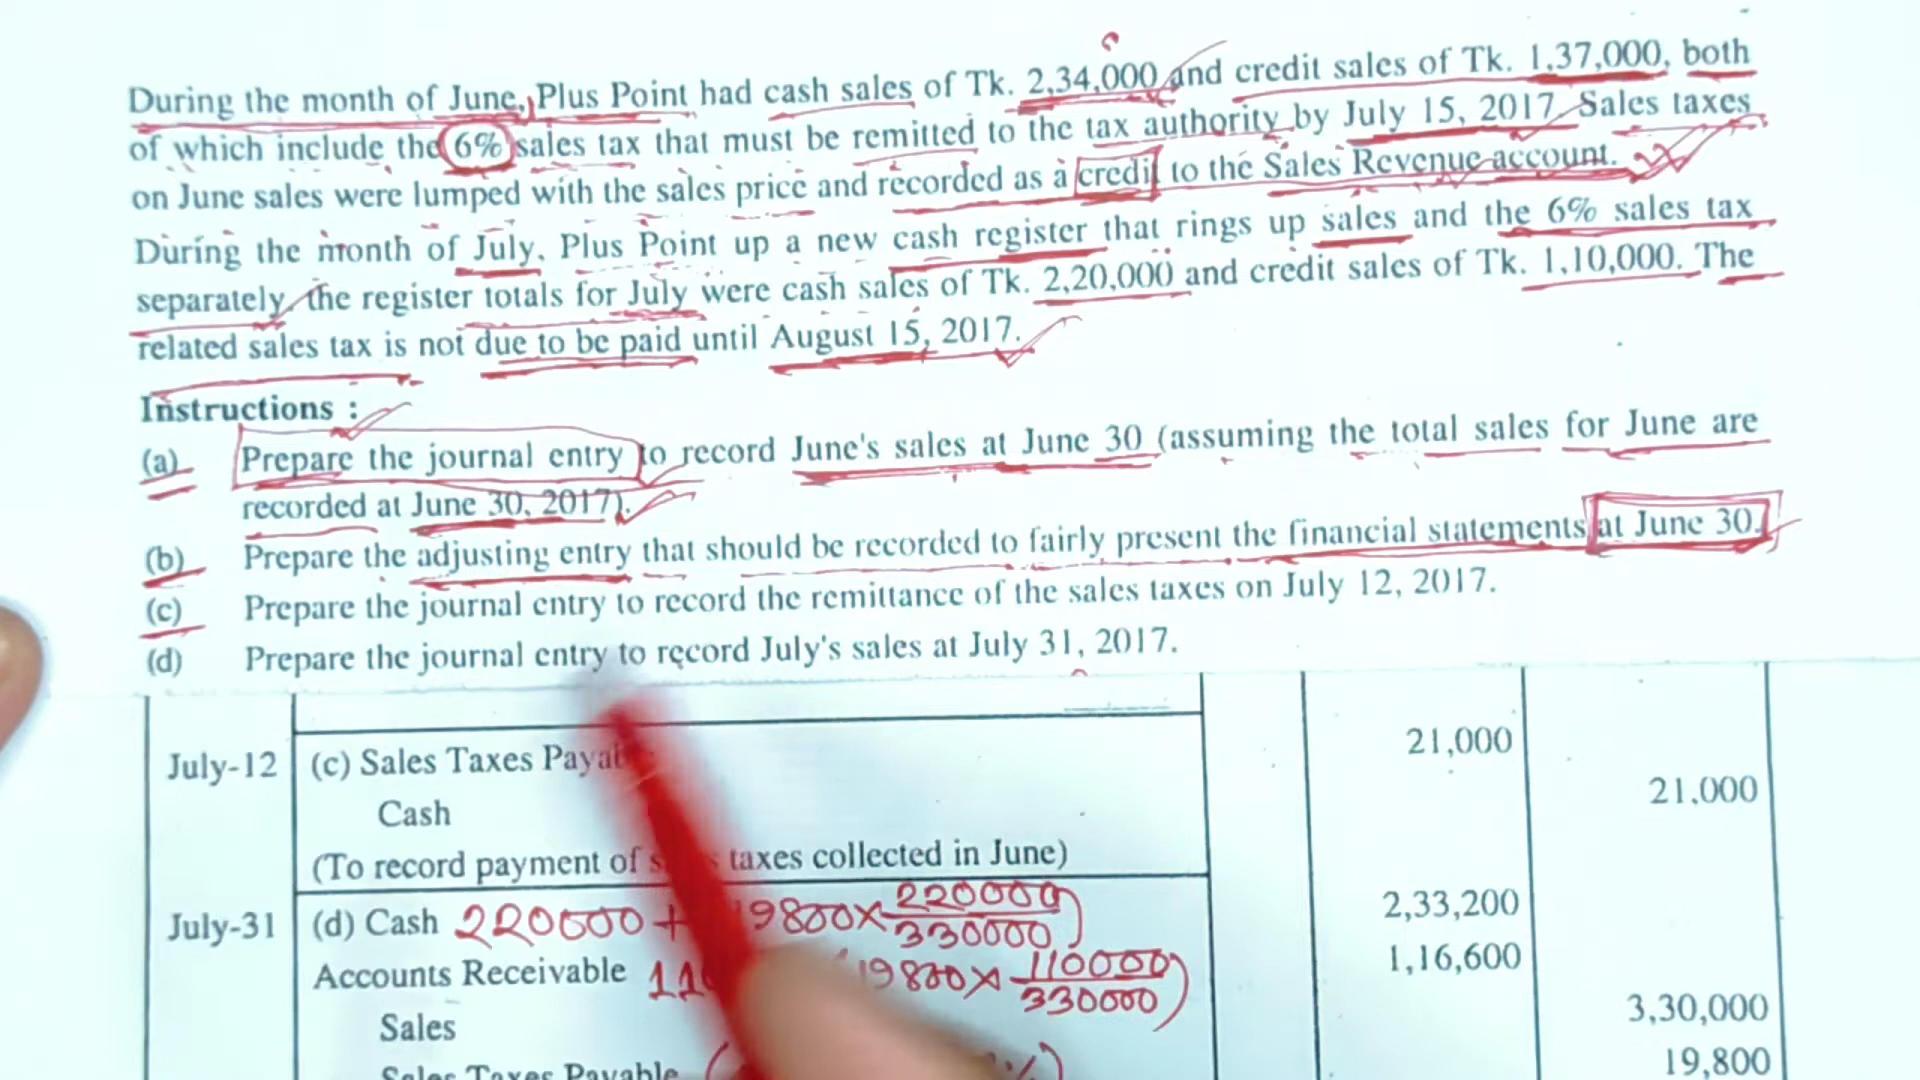 During the month of June, Plus Point had cash sales of Tk. 2,34,000 and credit sales of Tk. 1,37,000, both
of which include the 6% sales tax that must be remitted to the tax authority by July 15, 2017. Sales taxes
on June sales were lumped with the sales price and recorded as a credit to the Sales Revenue account.
During the month of July, Plus Point up a new cash register that rings up sales and the 6% sales tax
separately, the register totals for July were cash sales of Tk. 2,20,000 and credit sales of Tk. 1,10,000. The
related sales tax is not due to be paid until August 15, 2017.
Instructions :
(a) Prepare the journal entry to record June's sales at June 30 (assuming the total sales for June are
recorded at June 30, 2017).
(b) Prepare the adjusting entry that should be recorded to fairly present the financial statements at June 30.
(c) Prepare the journal entry to record the remittance of the sales taxes on July 12, 2017.
(d) Prepare the journal entry to record July's sales at July 31, 2017.
July-12 (c) Sales Taxes 21,000
Cash 21,000
(To record payment of taxes collected in June)
July-31 (d) Cash 220000 + 19800 × 220000/330000) 2,33,200
Accounts Receivable 19800 × 110000/330000) 1,16,600
Sales 3,30,000
Sales Taxes Payable ( %) 19,800